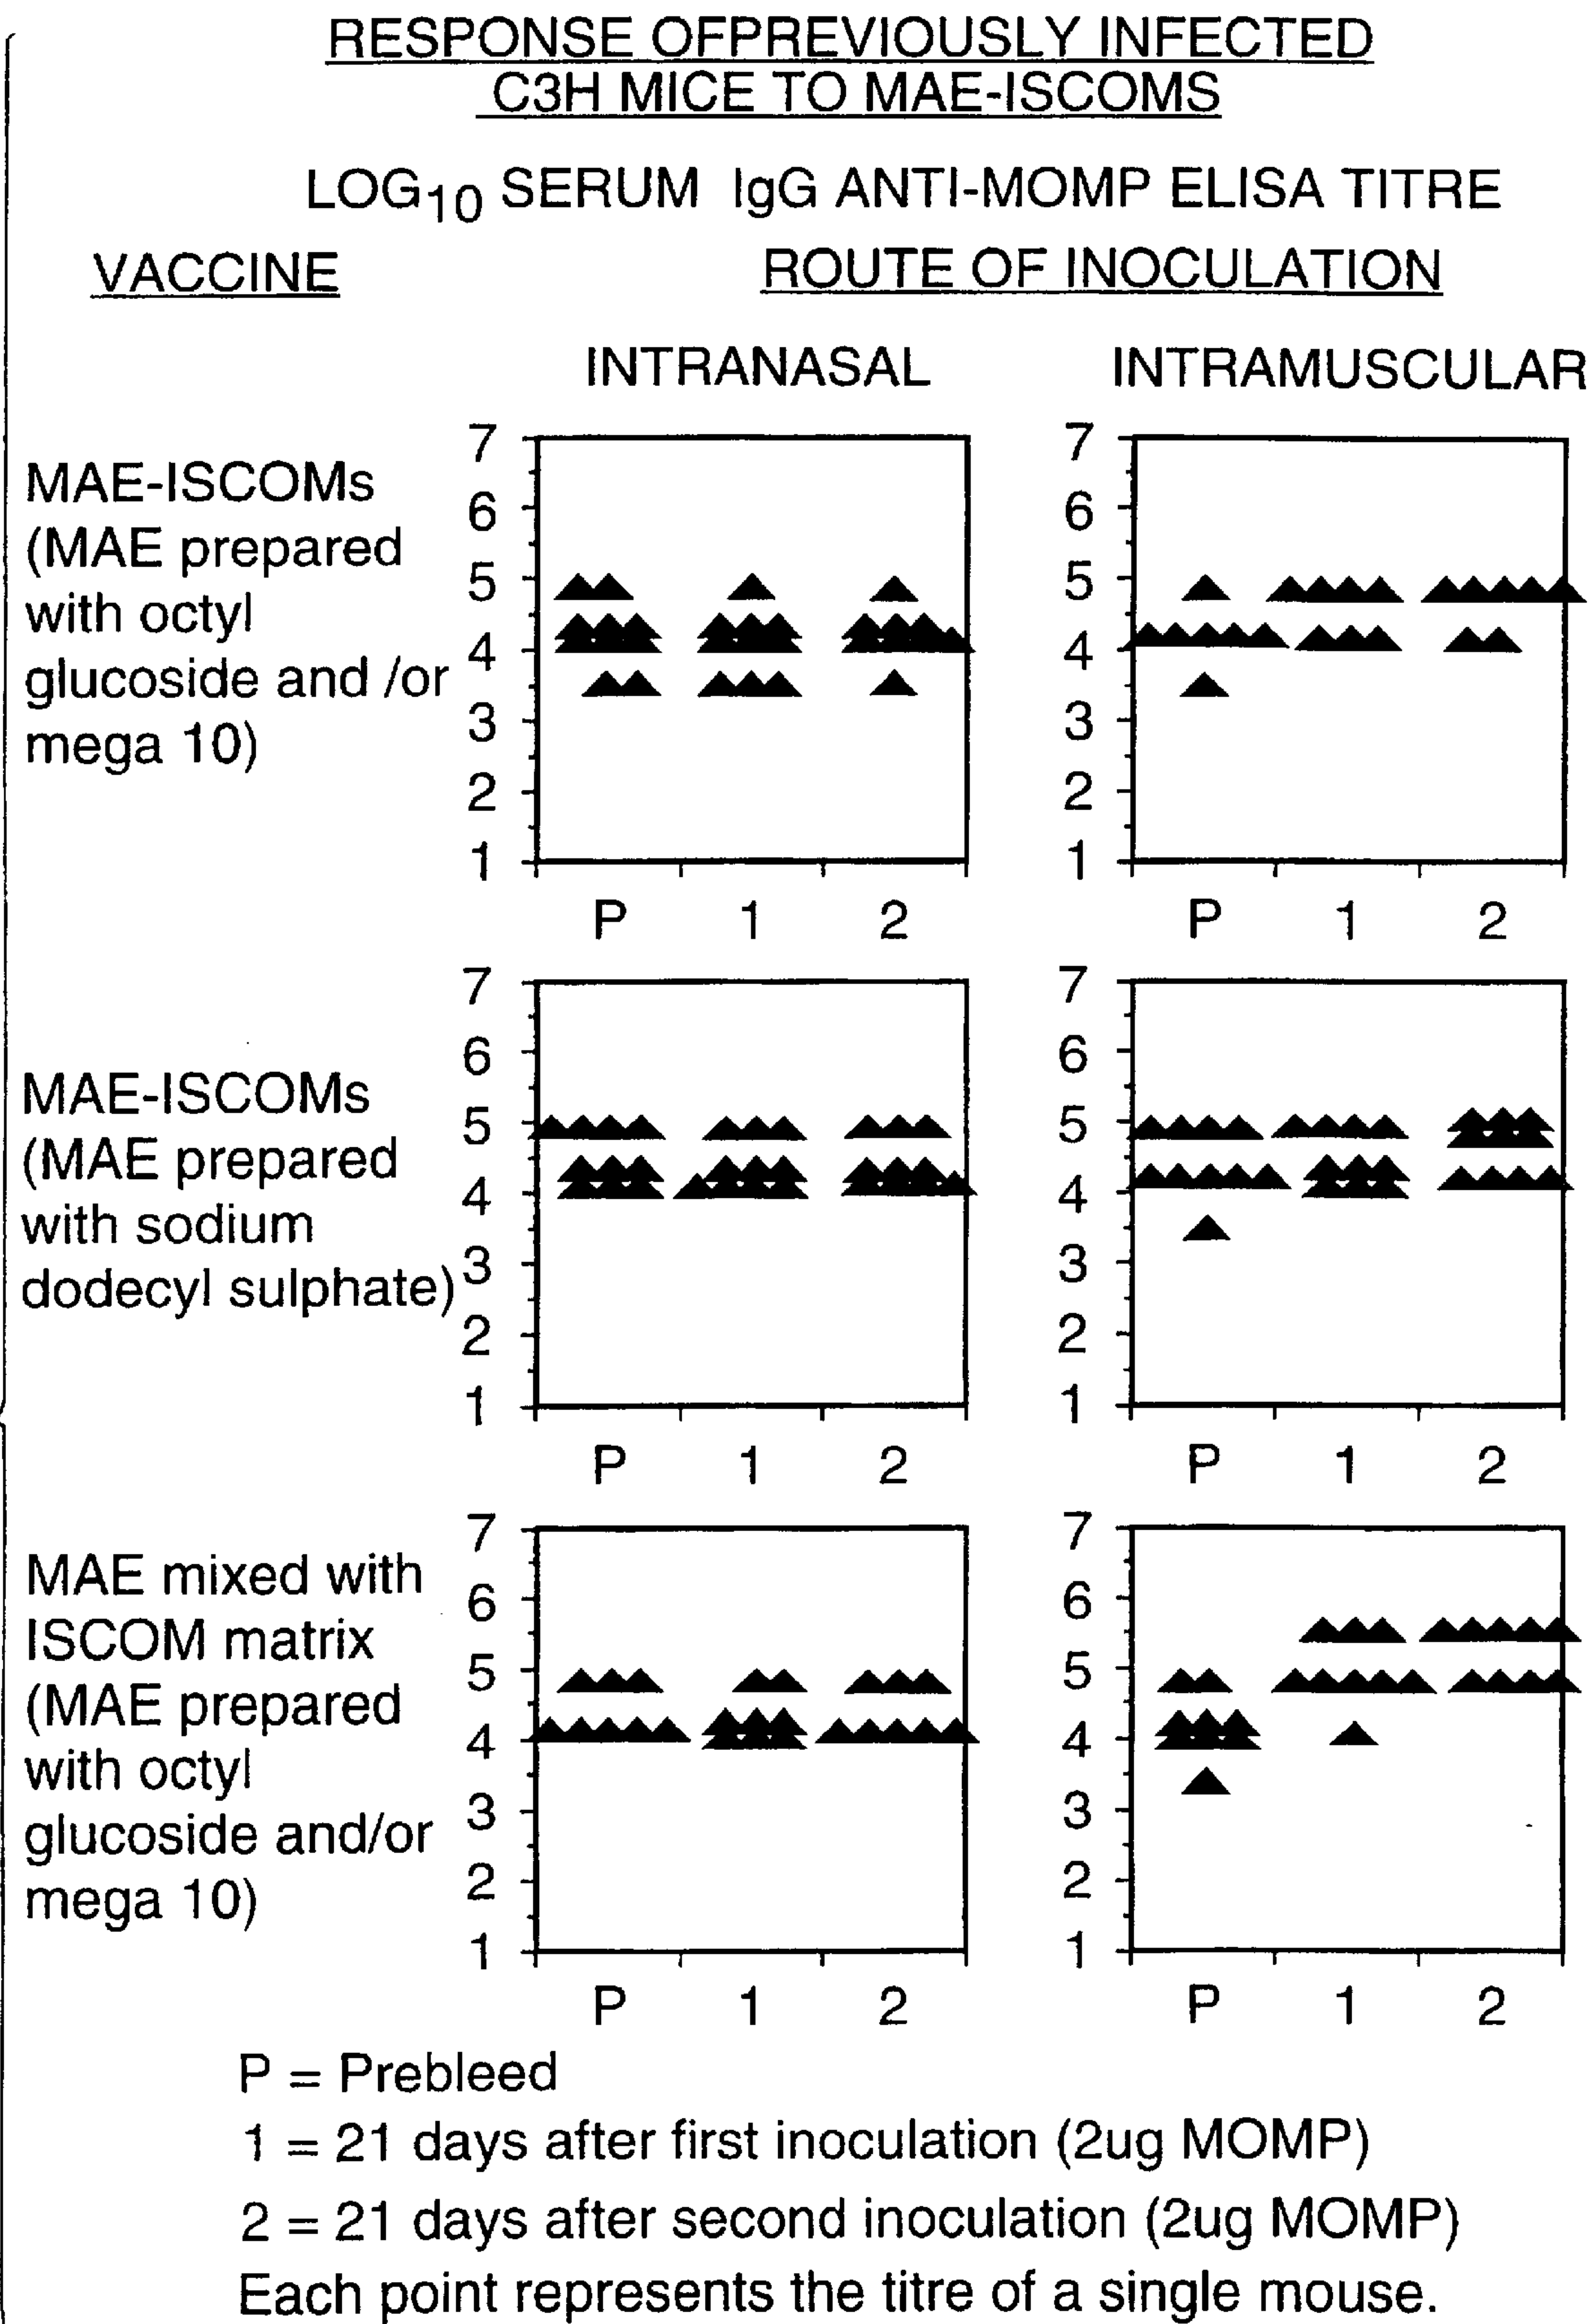 RESPONSE OFPREVIOUSLY INFECTED
C3H MICE TO MAE-ISCOMS
LOG10 SERUM IgG ANTI-MOMP ELISA TITRE
VACCINE
ROUTE OF INOCULATION
INTRANASAL
INTRAMUSCULAR
MAE-ISCOMs
(MAE prepared
with octyl
glucoside and /or
mega 10)
7
6
5
4
3
2
1
P 1 2
7
6
5
4
3
2
1
P 1 2
MAE-ISCOMs
(MAE prepared
with sodium
dodecyl sulphate)
7
6
5
4
3
2
1
P 1 2
7
6
5
4
3
2
1
P 1 2
MAE mixed with
ISCOM matrix
(MAE prepared
with octyl
glucoside and/or
mega 10)
7
6
5
4
3
2
1
P 1 2
7
6
5
4
3
2
1
P 1 2
P = Prebleed
1 = 21 days after first inoculation (2ug MOMP)
2 = 21 days after second inoculation (2ug MOMP)
Each point represents the titre of a single mouse.